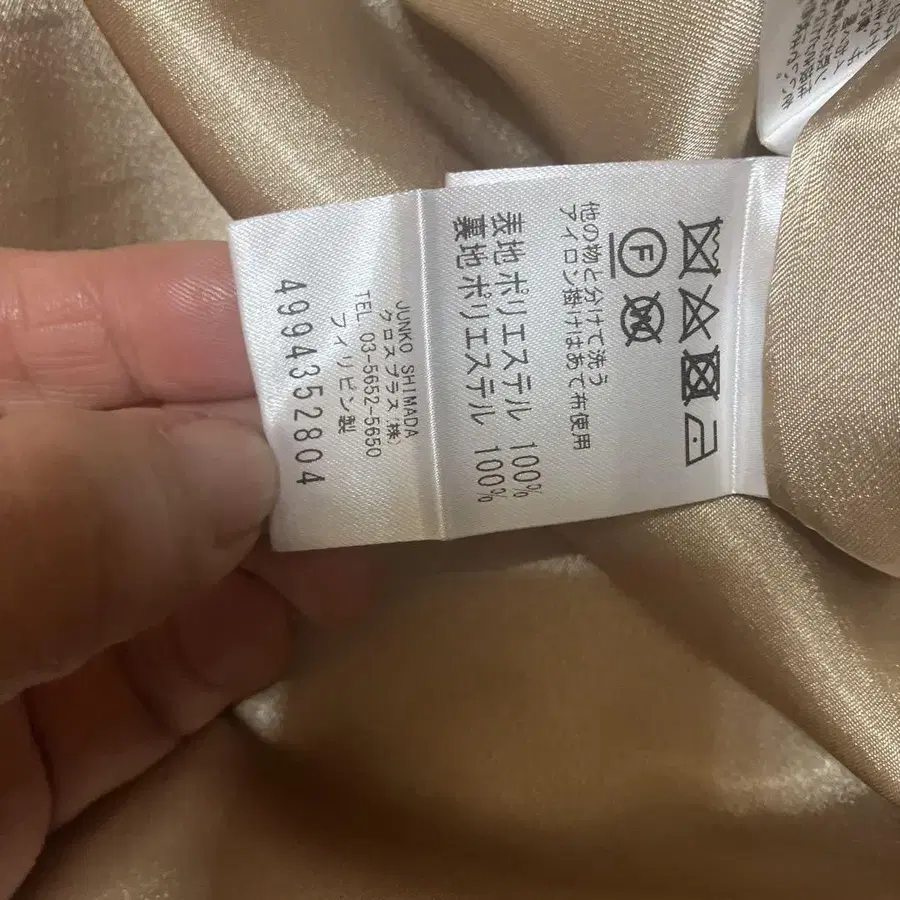 F
他の物と分けて洗う
アイロン掛けはあて布使用
表地ポリエステル 100%
裏地ポリエステル 100%
JUNKO SHIMADA
クロスプラス(株)
TEL 03-5652-5650
フィリピン製
4994352804